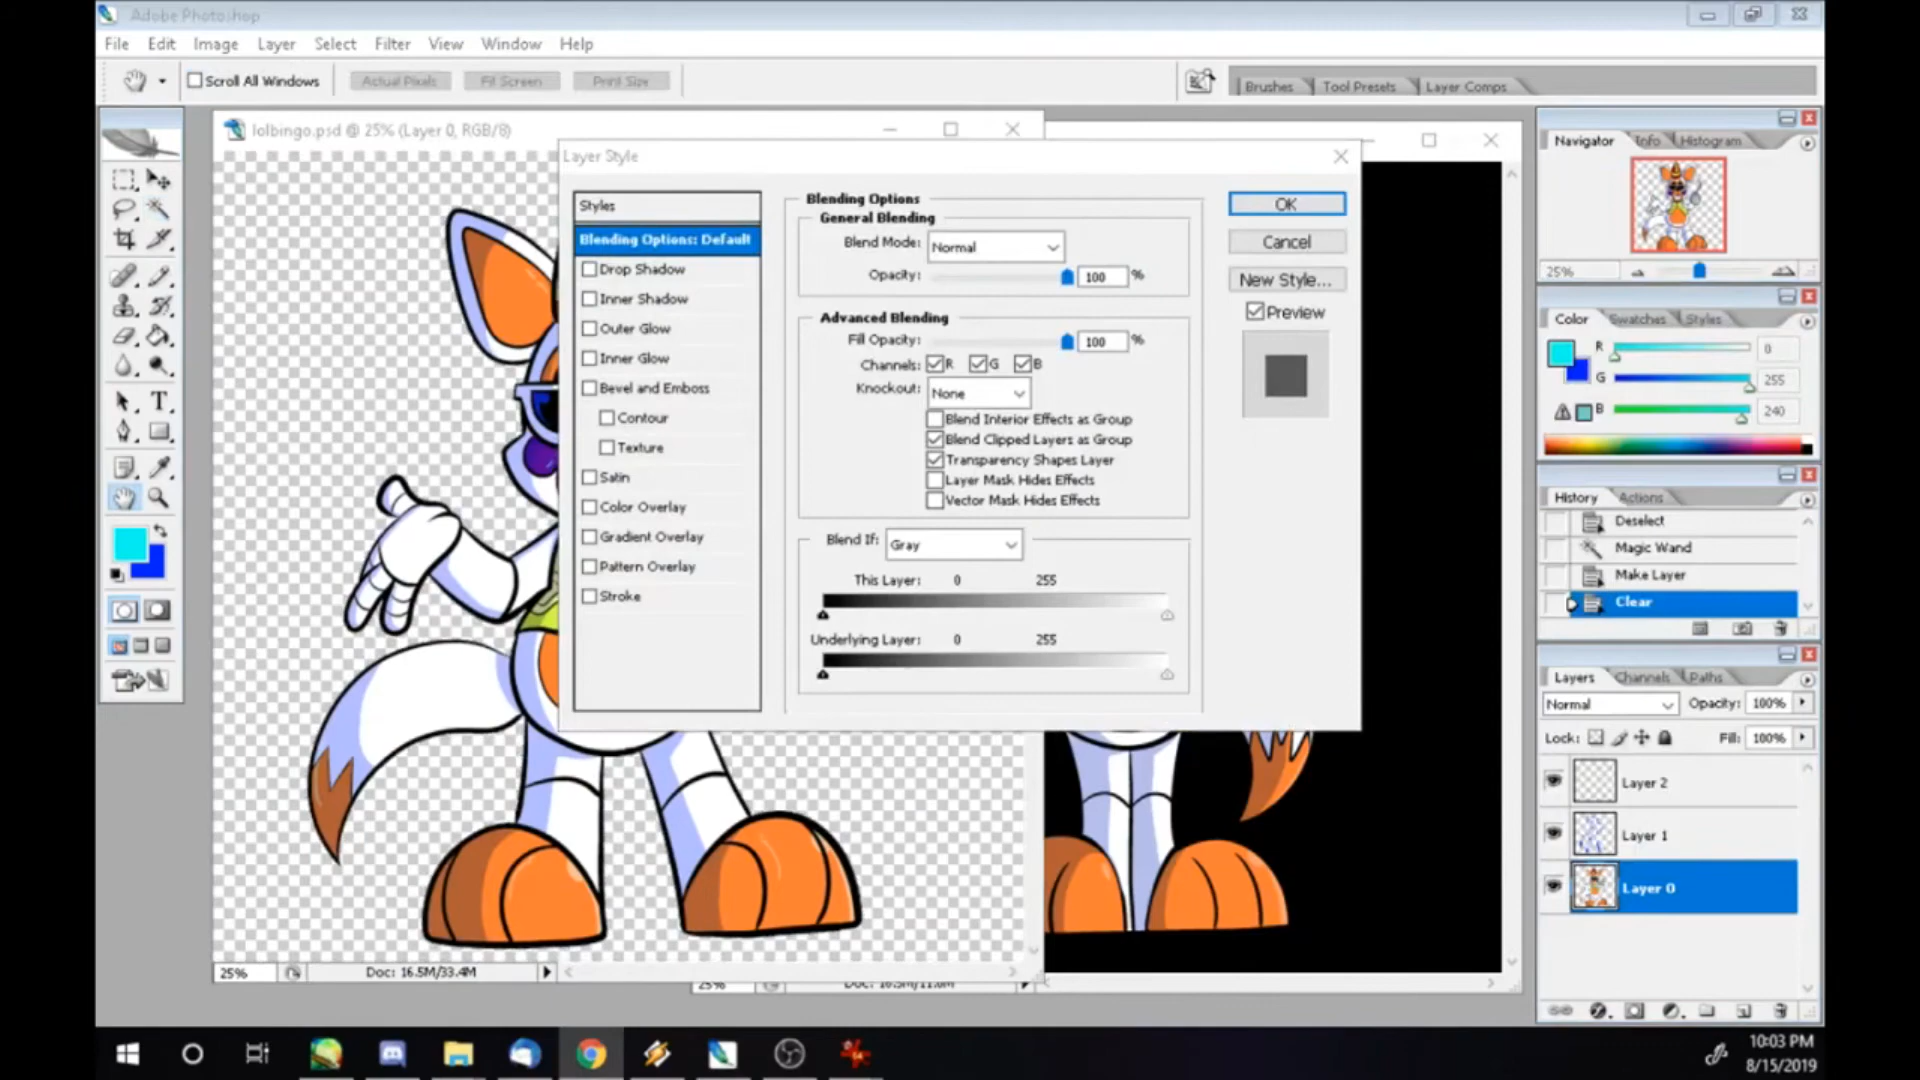 Adobe Photoshop
File Edit Image Layer Select Filter View Window Help
Scroll All Windows Actual Pixels Fit Screen Print Size
Brushes Tool Presets Layer Comps
lolbingo.psd @ 25% (Layer 0, RGB/8)
Layer Style
Styles
Blending Options: Default
Drop Shadow
Inner Shadow
Outer Glow
Inner Glow
Bevel and Emboss
Contour
Texture
Satin
Color Overlay
Gradient Overlay
Pattern Overlay
Stroke
Blending Options
General Blending
Blend Mode: Normal
Opacity: 100 %
Advanced Blending
Fill Opacity: 100 %
Channels: R G B
Knockout: None
Blend Interior Effects as Group
Blend Clipped Layers as Group
Transparency Shapes Layer
Layer Mask Hides Effects
Vector Mask Hides Effects
Blend If: Gray
This Layer: 0 255
Underlying Layer: 0 255
OK
Cancel
New Style...
Preview
Navigator Info Histogram
25%
Color Swatches Styles
R 0
G 255
B 240
History Actions
Deselect
Magic Wand
Make Layer
Clear
Layers Channels Paths
Normal Opacity: 100%
Lock: Fill: 100%
Layer 2
Layer 1
Layer 0
25% Doc: 16.5M/33.4M
25%
10:03 PM
8/15/2019